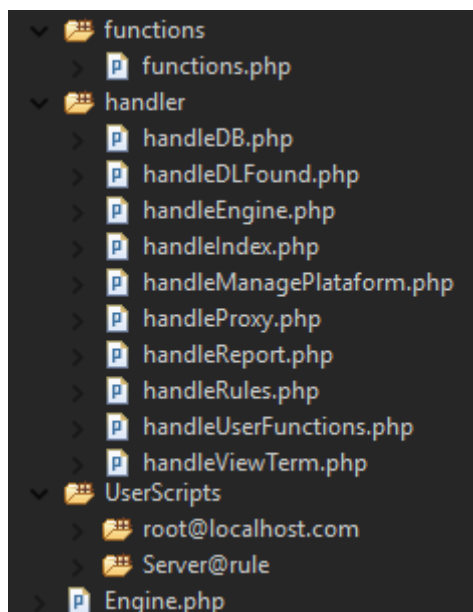 functions
functions.php
handler
handleDB.php
handleDLFound.php
handleEngine.php
handleIndex.php
handleManagePlataform.php
handleProxy.php
handleReport.php
handleRules.php
handleUserFunctions.php
handleViewTerm.php
UserScripts
root@localhost.com
Server@rule
Engine.php